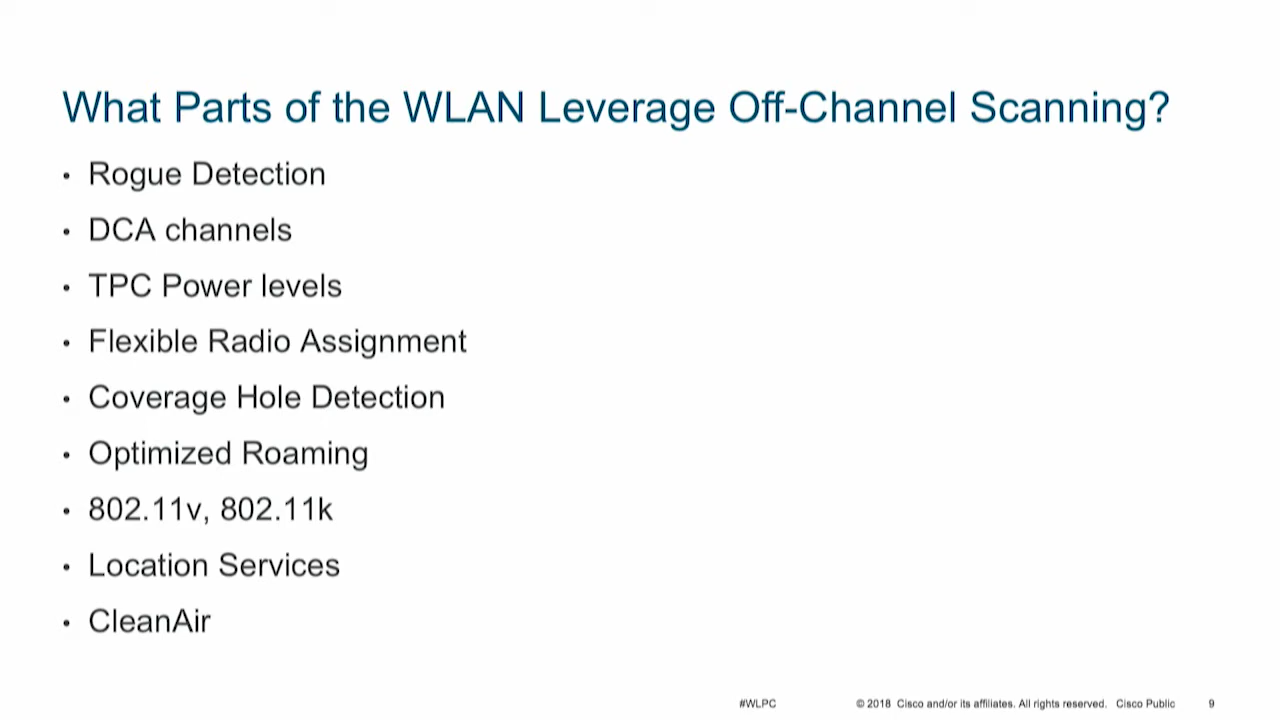 What Parts of the WLAN Leverage Off-Channel Scanning?
• Rogue Detection
• DCA channels
• TPC Power levels
• Flexible Radio Assignment
• Coverage Hole Detection
• Optimized Roaming
• 802.11v, 802.11k
• Location Services
• CleanAir
#WLPC © 2018 Cisco and/or its affiliates. All rights reserved. Cisco Public 9